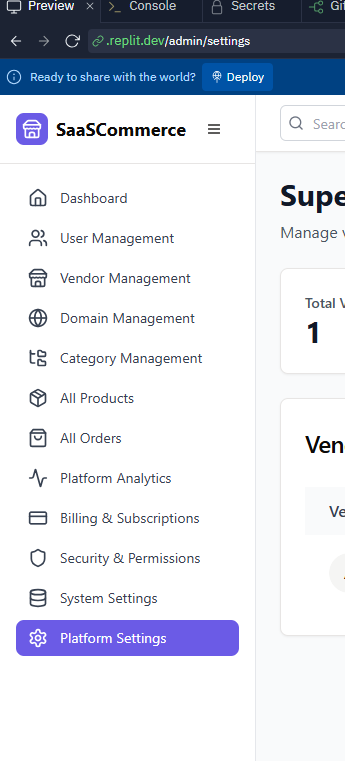 Preview × Console Secrets
.replit.dev/admin/settings
Ready to share with the world? Deploy
SaaSCommerce
Dashboard
User Management
Vendor Management
Domain Management
Category Management
All Products
All Orders
Platform Analytics
Billing & Subscriptions
Security & Permissions
System Settings
Platform Settings
Sear
Supe
Manage
Total V
1
Ven
Ve